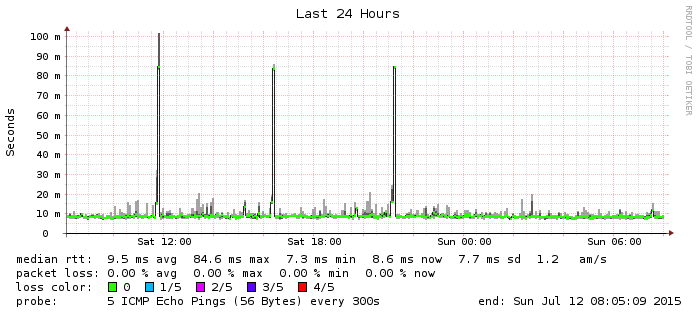 Last 24 Hours
RRDTOOL / TOBI OETIKER
Seconds
100 m
90 m
80 m
70 m
60 m
50 m
40 m
30 m
20 m
10 m
0
Sat 12:00 Sat 18:00 Sun 00:00 Sun 06:00
median rtt: 9.5 ms avg 84.6 ms max 7.3 ms min 8.6 ms now 7.7 ms sd 1.2 am/s
packet loss: 0.00 % avg 0.00 % max 0.00 % min 0.00 % now
loss color: 0 1/5 2/5 3/5 4/5
probe: 5 ICMP Echo Pings (56 Bytes) every 300s end: Sun Jul 12 08:05:09 2015